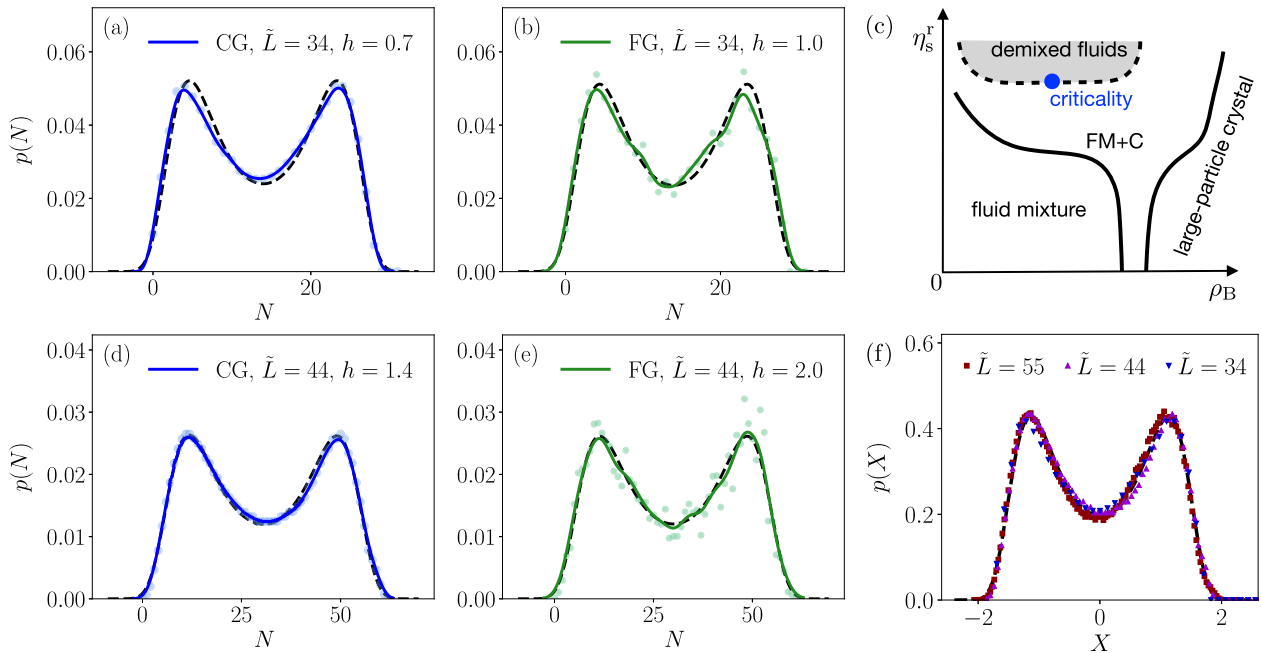 (a)
CG, L̃ = 34, h = 0.7
p(N)
0.06
0.04
0.02
0.00
0
20
N
(b)
FG, L̃ = 34, h = 1.0
0.06
0.04
0.02
0.00
0
20
N
(c)
η_s^r
demixed fluids
criticality
FM+C
fluid mixture
large-particle crystal
0
ρ_B
(d)
CG, L̃ = 44, h = 1.4
p(N)
0.04
0.03
0.02
0.01
0.00
0
25
50
N
(e)
FG, L̃ = 44, h = 2.0
0.04
0.03
0.02
0.01
0.00
0
25
50
N
(f)
L̃ = 55 L̃ = 44 L̃ = 34
p(X)
0.6
0.4
0.2
0.0
−2
0
2
X